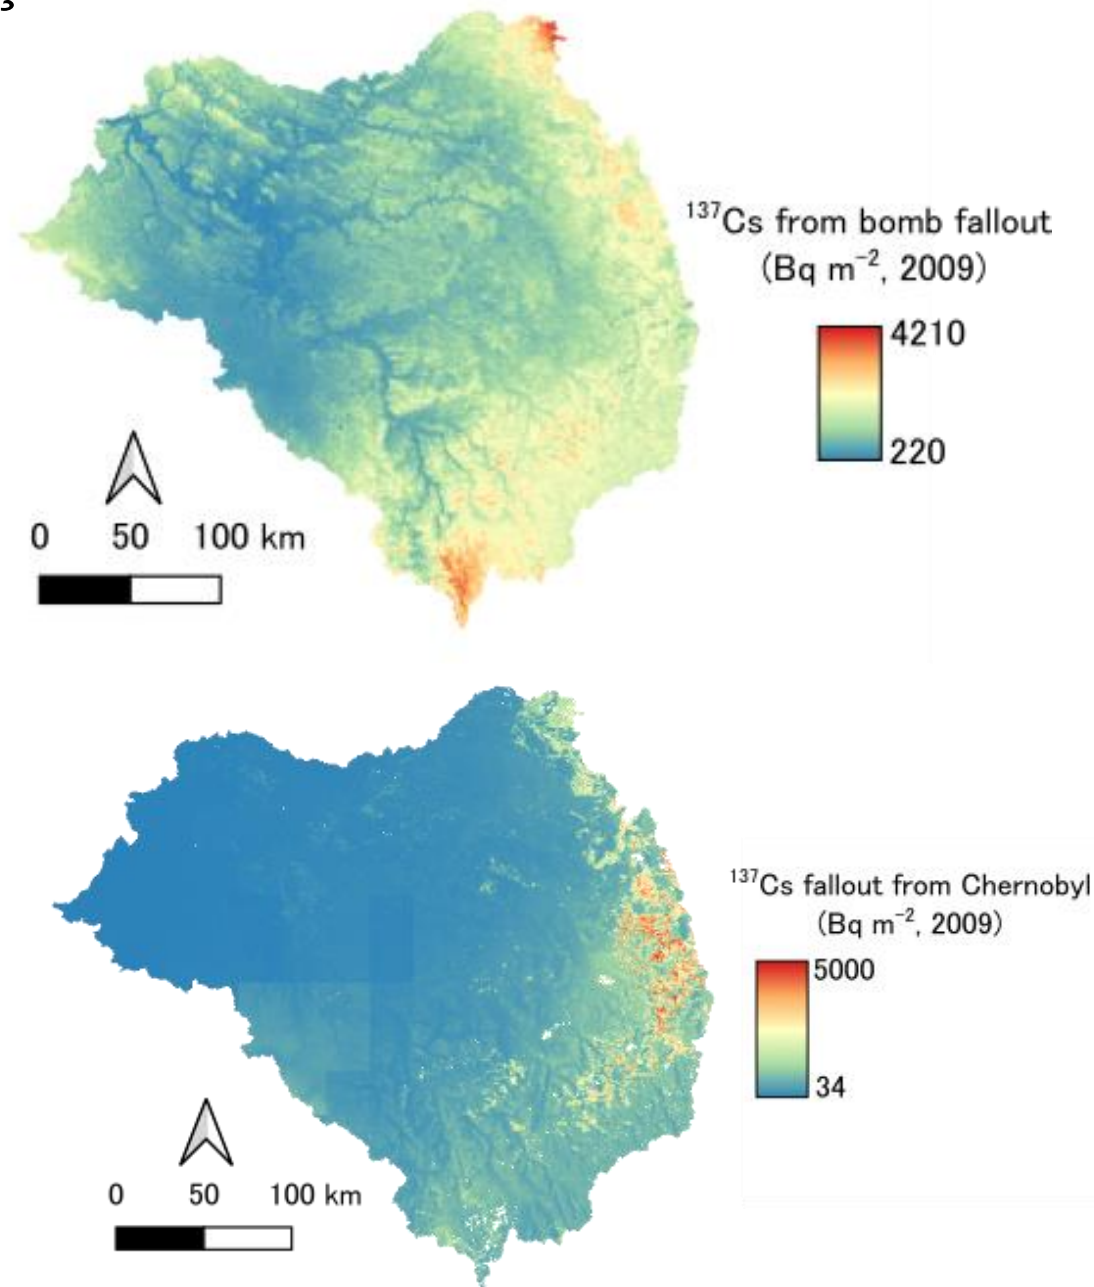 3
¹³⁷Cs from bomb fallout
(Bq m⁻², 2009)
4210
220
0 50 100 km
¹³⁷Cs fallout from Chernobyl
(Bq m⁻², 2009)
5000
34
0 50 100 km